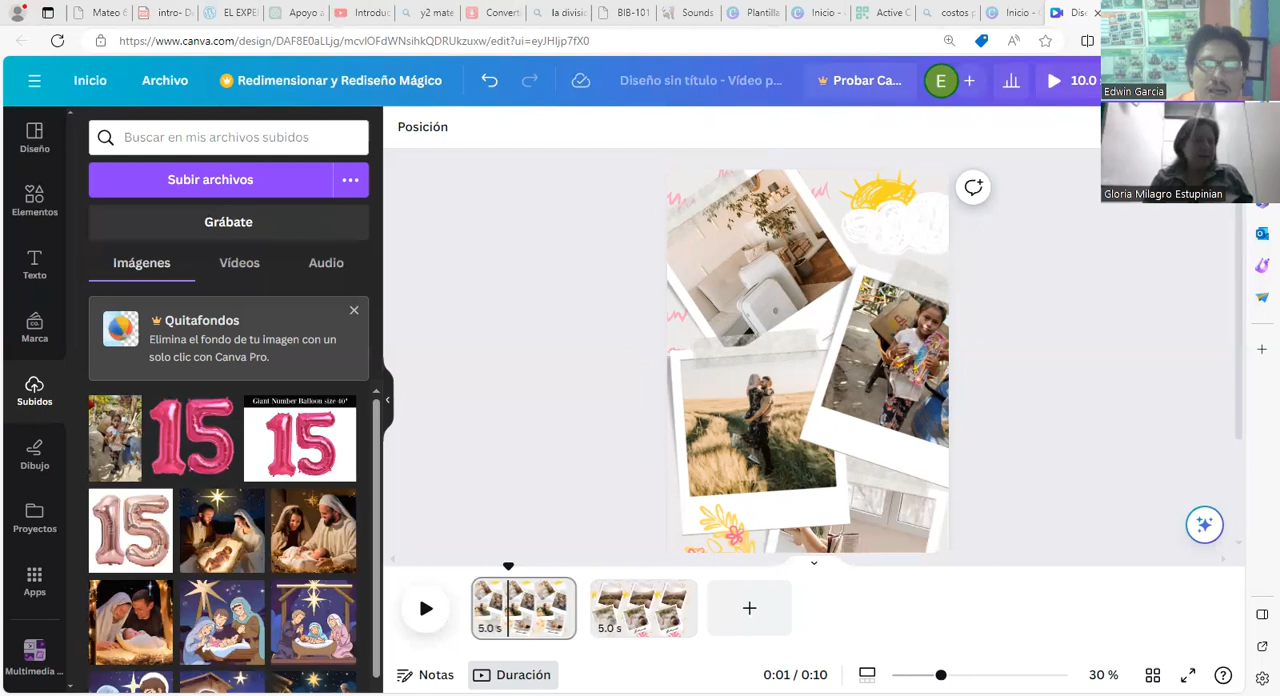 Mateo 6
intro- De
EL EXPE
Apoyo a
Introduc
y2 mate
Convert
la divisi
BIB-101
Sounds
Plantilla
Inicio -
Active C
costos p
Inicio -
Dise
https://www.canva.com/design/DAF8E0aLLjg/mcvlOFdWNsihkQDRUkzuw/edit?ui=eyJHIjp7fX0
Inicio
Archivo
Redimensionar y Rediseño Mágico
Diseño sin título - Vídeo p...
Probar Ca...
E
10.0
Edwin Garcia
Gloria Milagro Estupinian
Diseño
Elementos
Texto
Marca
Subidos
Dibujo
Proyectos
Apps
Multimedia ...
Buscar en mis archivos subidos
Subir archivos
Grábate
Imágenes
Vídeos
Audio
Quitafondos
Elimina el fondo de tu imagen con un
solo clic con Canva Pro.
15
Giant Number Balloon size 40"
15
15
Posición
5.0 s
5.0 s
Notas
Duración
0:01 / 0:10
30 %